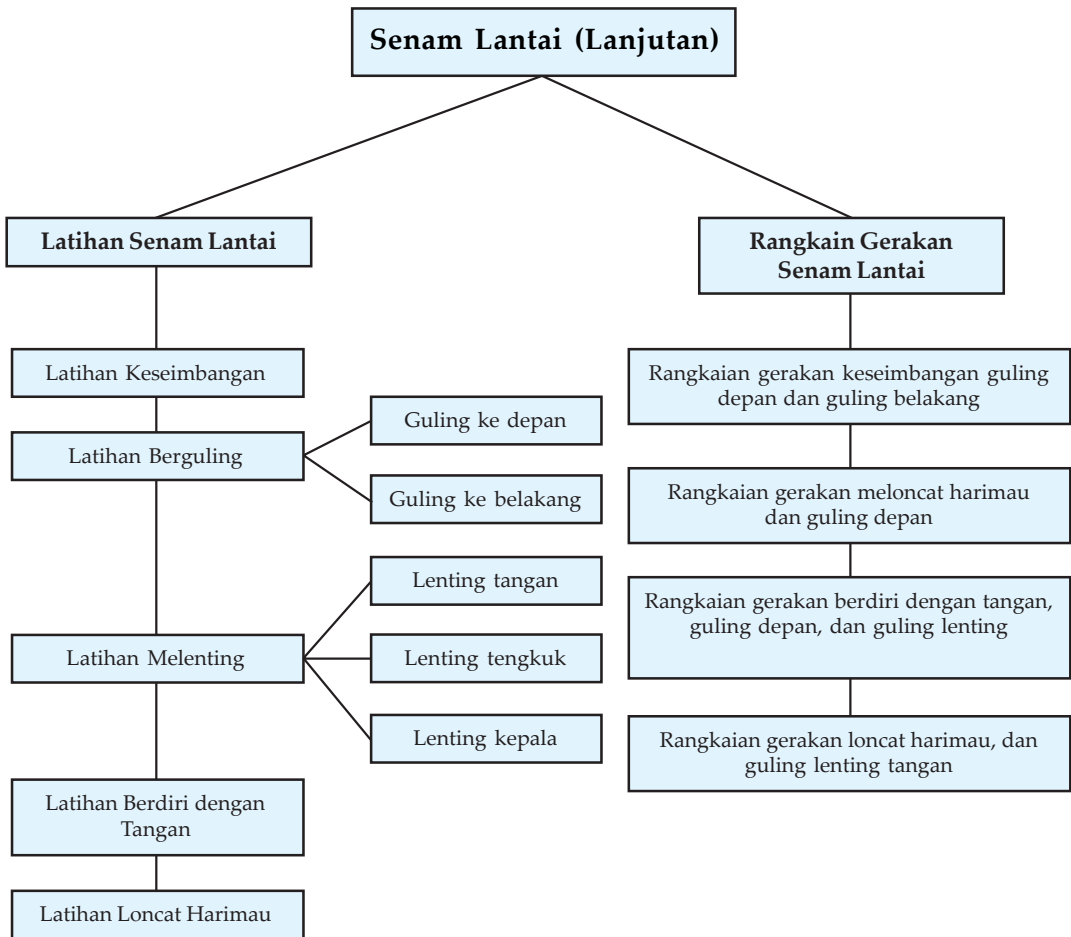 Senam Lantai (Lanjutan)
Latihan Senam Lantai
Latihan Keseimbangan
Latihan Berguling
Guling ke depan
Guling ke belakang
Latihan Melenting
Lenting tangan
Lenting tengkuk
Lenting kepala
Latihan Berdiri dengan
Tangan
Latihan Loncat Harimau
Rangkain Gerakan
Senam Lantai
Rangkaian gerakan keseimbangan guling
depan dan guling belakang
Rangkaian gerakan meloncat harimau
dan guling depan
Rangkaian gerakan berdiri dengan tangan,
guling depan, dan guling lenting
Rangkaian gerakan loncat harimau, dan
guling lenting tangan